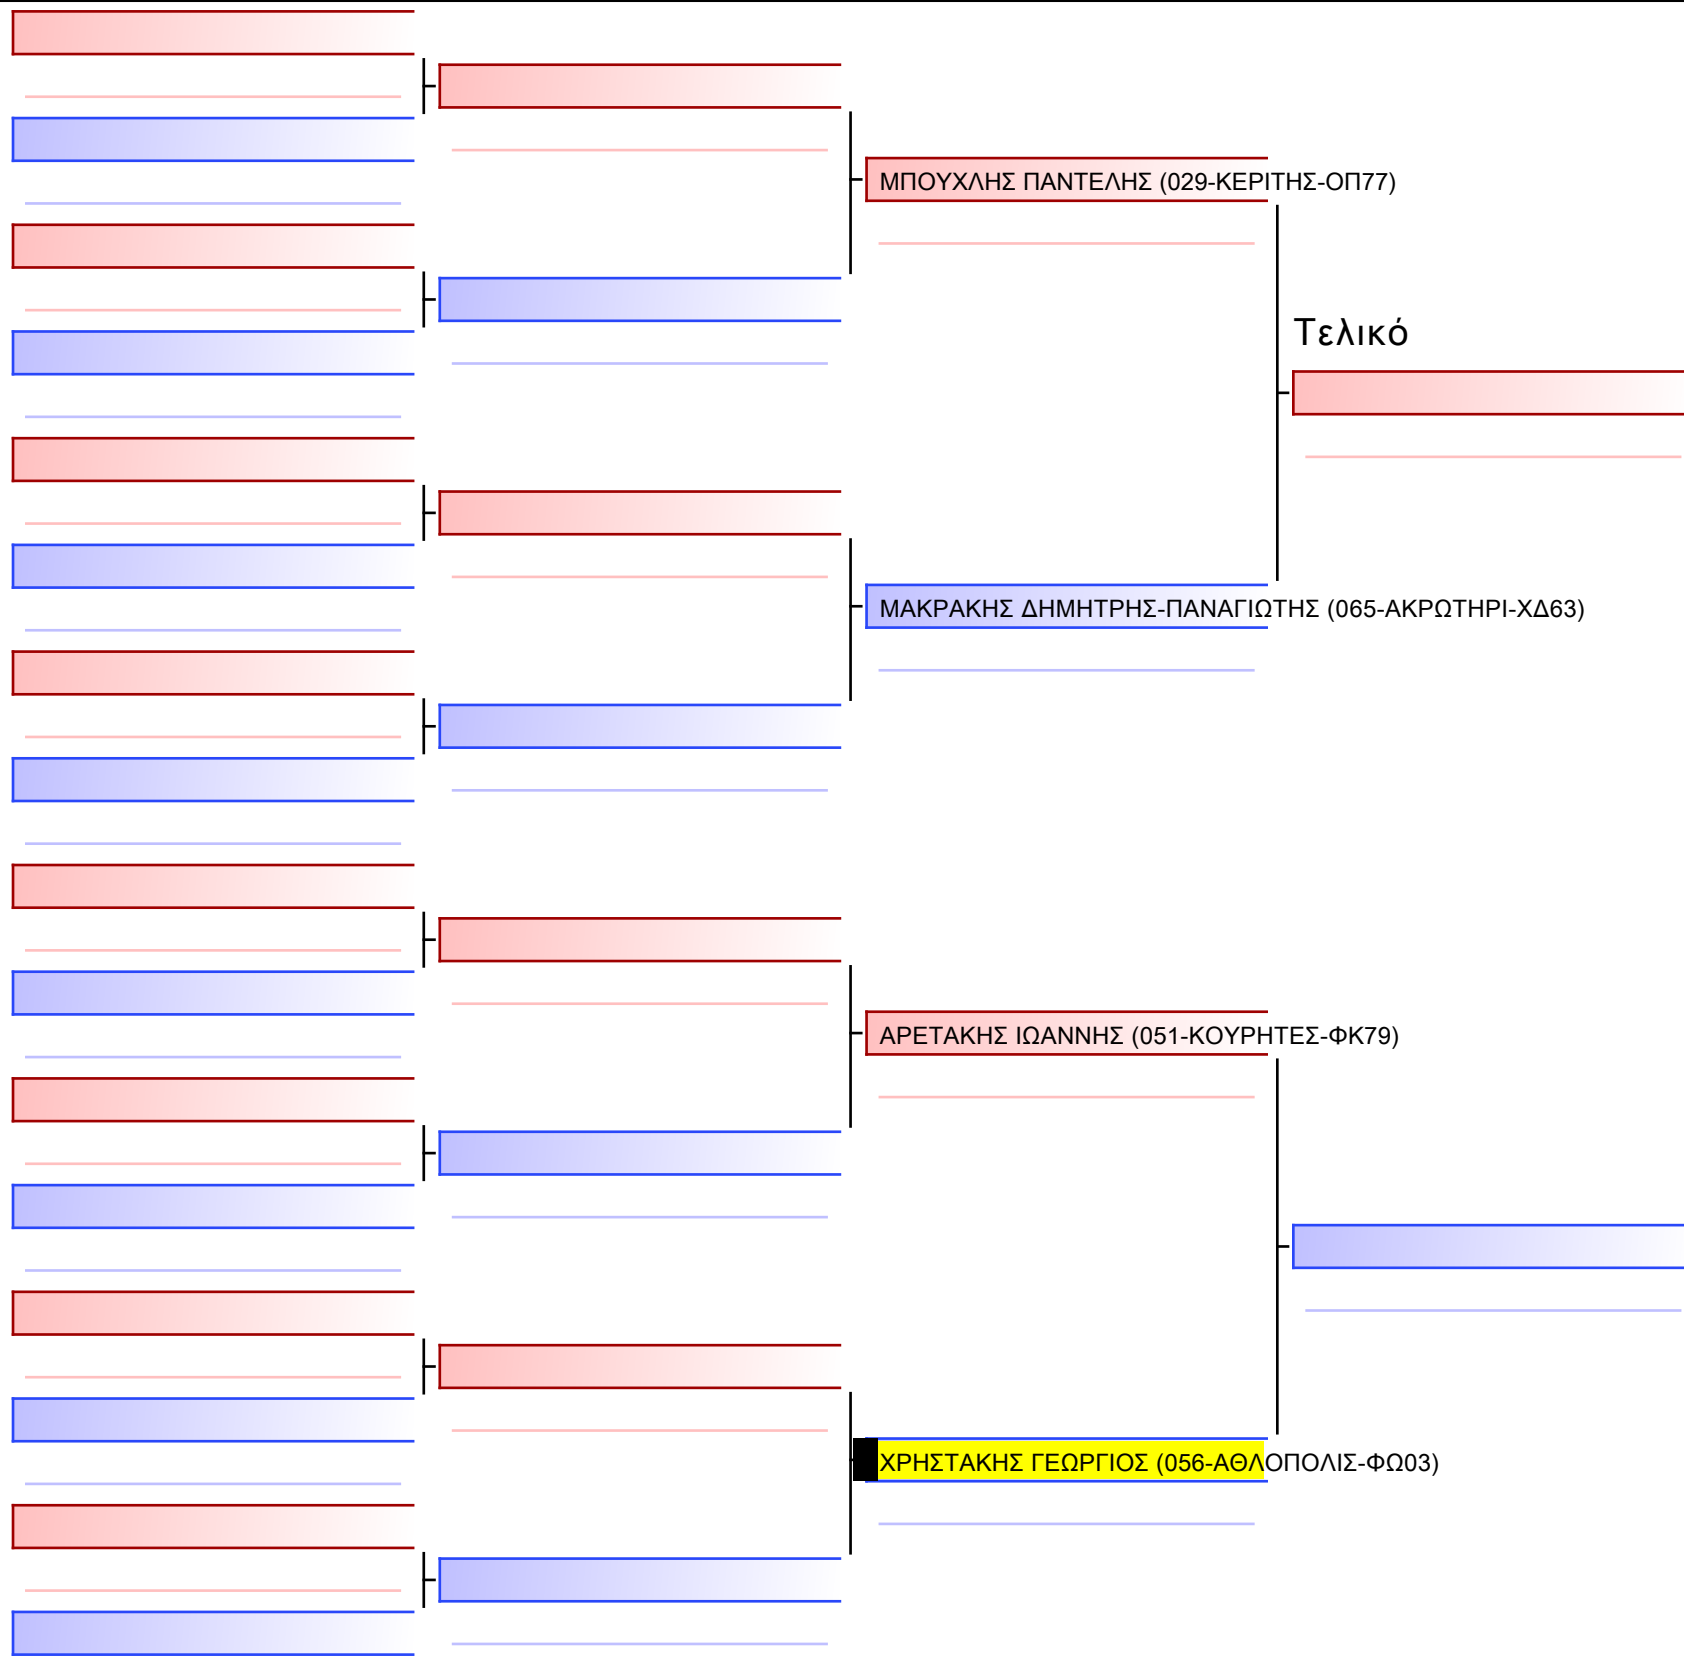 ΜΠΟΥΧΛΗΣ ΠΑΝΤΕΛΗΣ (029-ΚΕΡΙΤΗΣ-ΟΠ77)
Τελικό
ΜΑΚΡΑΚΗΣ ΔΗΜΗΤΡΗΣ-ΠΑΝΑΓΙΩΤΗΣ (065-ΑΚΡΩΤΗΡΙ-ΧΔ63)
ΑΡΕΤΑΚΗΣ ΙΩΑΝΝΗΣ (051-ΚΟΥΡΗΤΕΣ-ΦΚ79)
ΧΡΗΣΤΑΚΗΣ ΓΕΩΡΓΙΟΣ (056-ΑΘΛΟΠΟΛΙΣ-ΦΩ03)